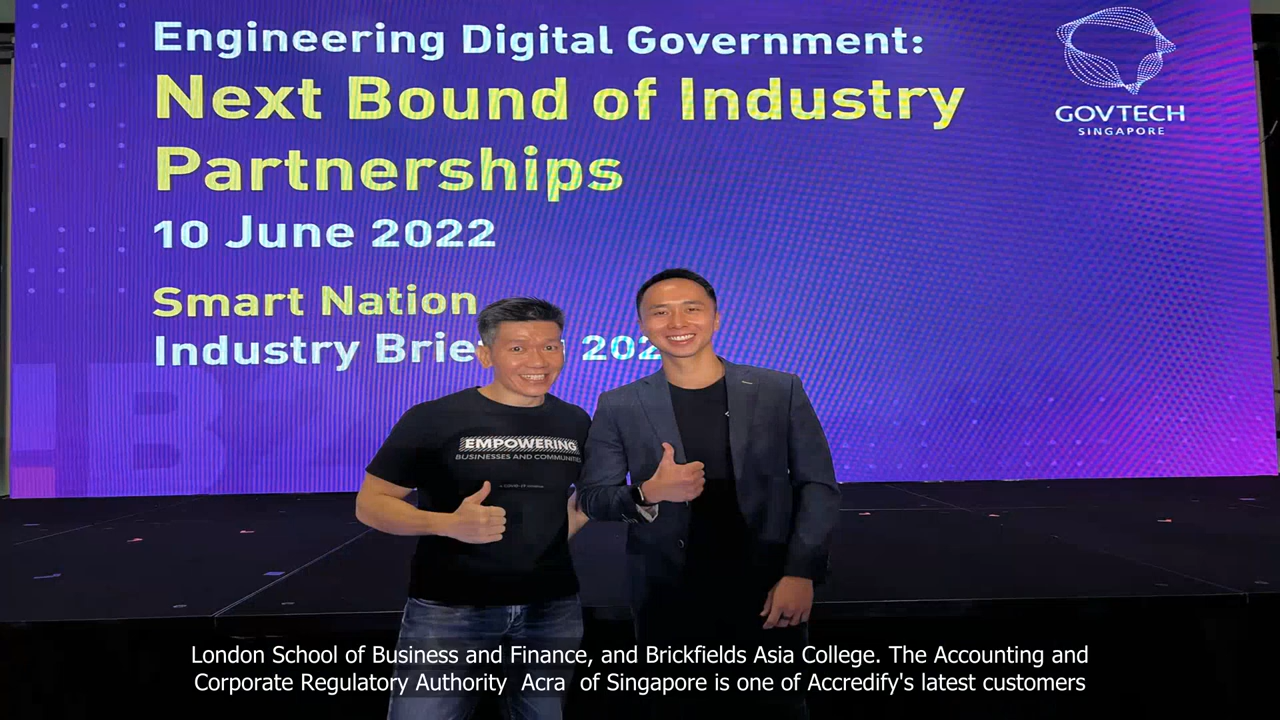 Engineering Digital Government:
Next Bound of Industry
Partnerships
10 June 2022
Smart Nation
Industry
GOVTECH
SINGAPORE
EMPOWERING
BUSINESSES AND COMMUNITIES
London School of Business and Finance, and Brickfields Asia College. The Accounting and
Corporate Regulatory Authority Acra of Singapore is one of Accredify's latest customers